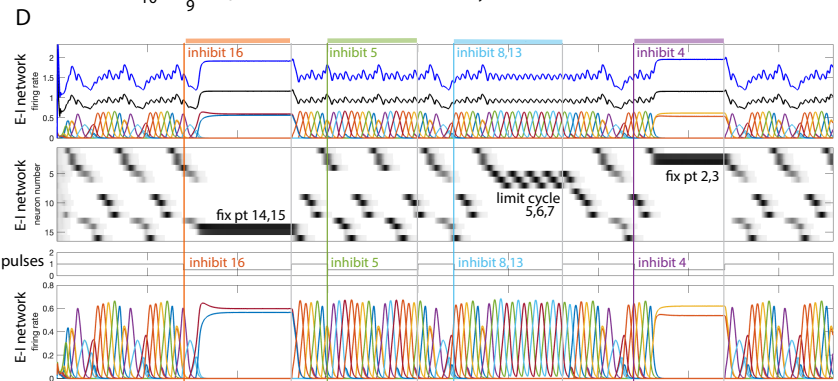 10
9
D
inhibit 16
inhibit 5
inhibit 8,13
inhibit 4
E-I network
firing rate
2
1.5
1
0.5
0
E-I network
neuron number
5
10
15
fix pt 14,15
limit cycle
5,6,7
fix pt 2,3
pulses
2
1
0
inhibit 16
inhibit 5
inhibit 8,13
inhibit 4
E-I network
firing rate
0.8
0.6
0.4
0.2
0